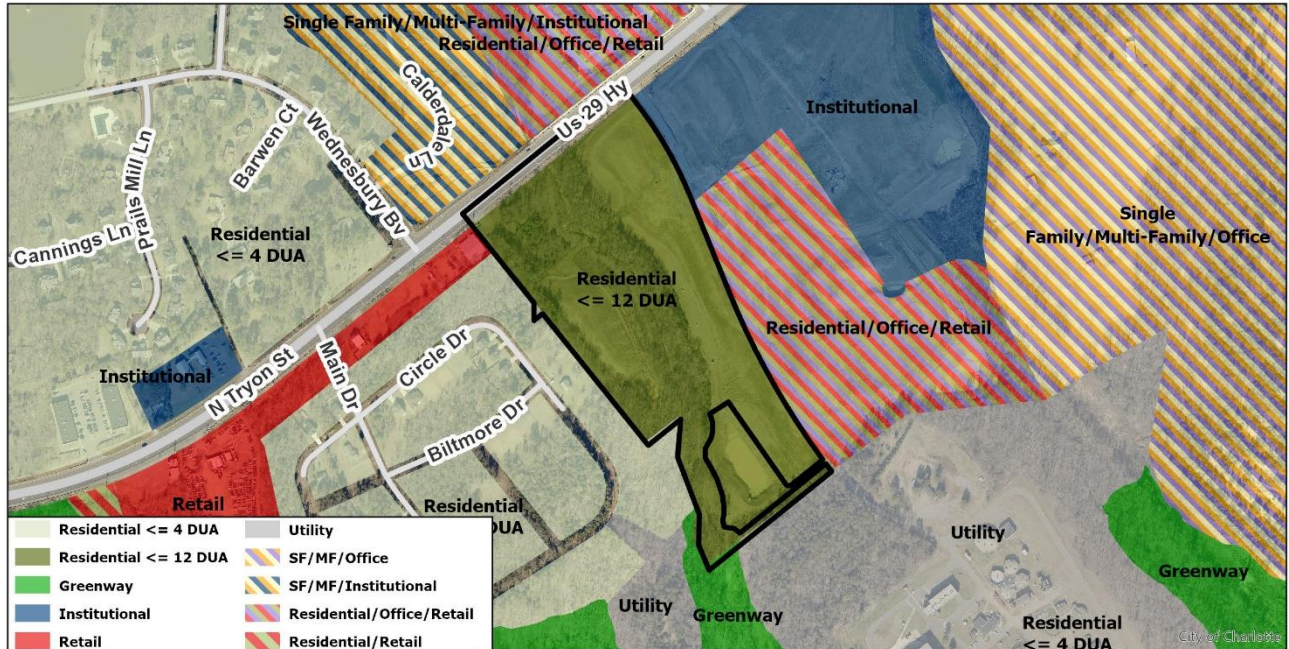 Single Family/Multi-Family/Institutional
Residential/Office/Retail
Calderdale
Ln
Us 29 Hy
Institutional
Barwen Ct
Wednesbury Bv
Prails Mill Ln
Cannings Ln
Residential
<= 4 DUA
Single
Family/Multi-Family/Office
Residential
<= 12 DUA
Residential/Office/Retail
Institutional
N Tryon St
Main Dr
Circle Dr
Biltmore Dr
Retail
Residential
DUA
Utility
Utility
Greenway
Greenway
Residential
<= 4 DUA
Residential <= 4 DUA
Residential <= 12 DUA
Greenway
Institutional
Retail
Utility
SF/MF/Office
SF/MF/Institutional
Residential/Office/Retail
Residential/Retail
City of Charlotte